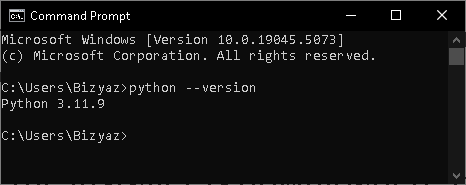 Command Prompt
Microsoft Windows [Version 10.0.19045.5073]
(c) Microsoft Corporation. All rights reserved.
C:\Users\Bizyaz>python --version
Python 3.11.9
C:\Users\Bizyaz>